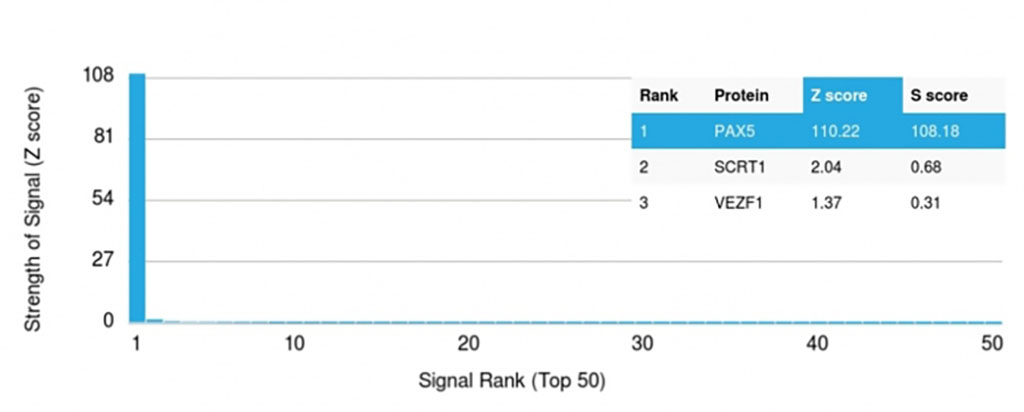 Strength of Signal (Z score)
108
81
54
27
0
1 10 20 30 40 50
Signal Rank (Top 50)
Rank Protein Z score S score
1 PAX5 110.22 108.18
2 SCRT1 2.04 0.68
3 VEZF1 1.37 0.31